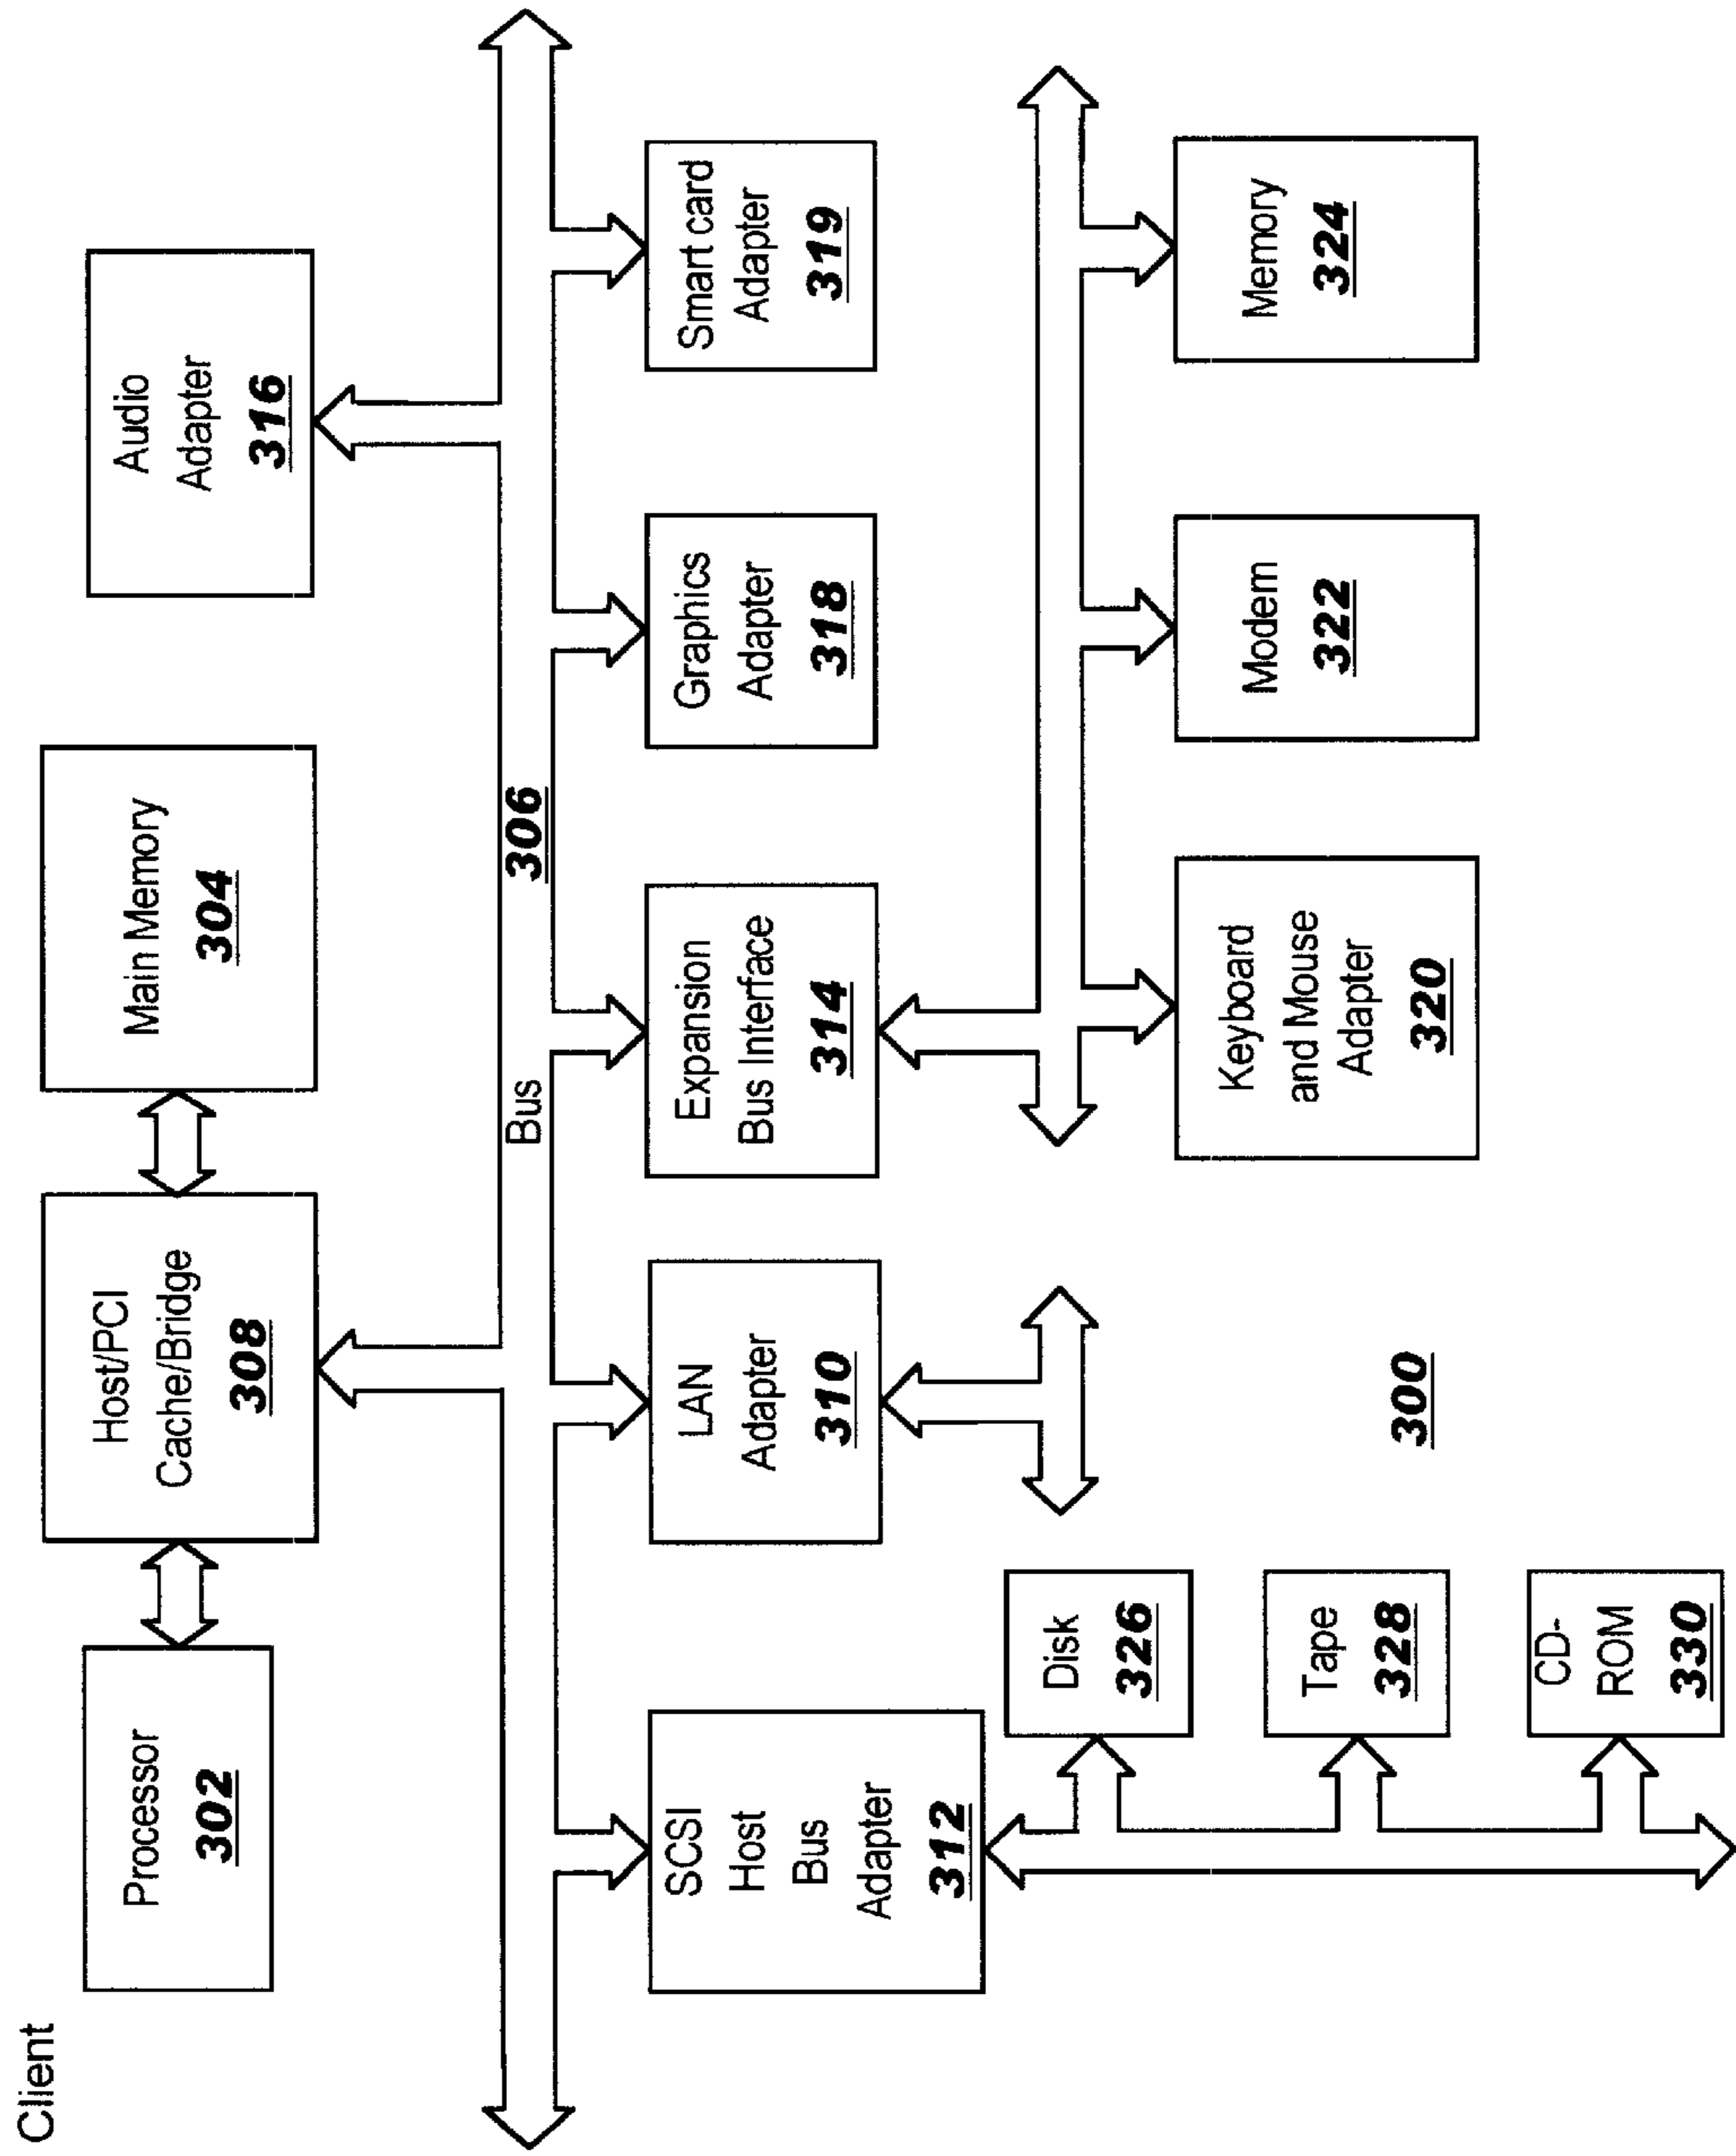 Client
Processor
302
Host/PCI
Cache/Bridge
308
Main Memory
304
Audio
Adapter
316
Bus
306
SCSI
Host
Bus
Adapter
312
LAN
Adapter
310
Expansion
Bus Interface
314
Graphics
Adapter
318
Smart card
Adapter
319
Disk
326
Tape
328
CD-
ROM
330
300
Keyboard
and Mouse
Adapter
320
Modem
322
Memory
324